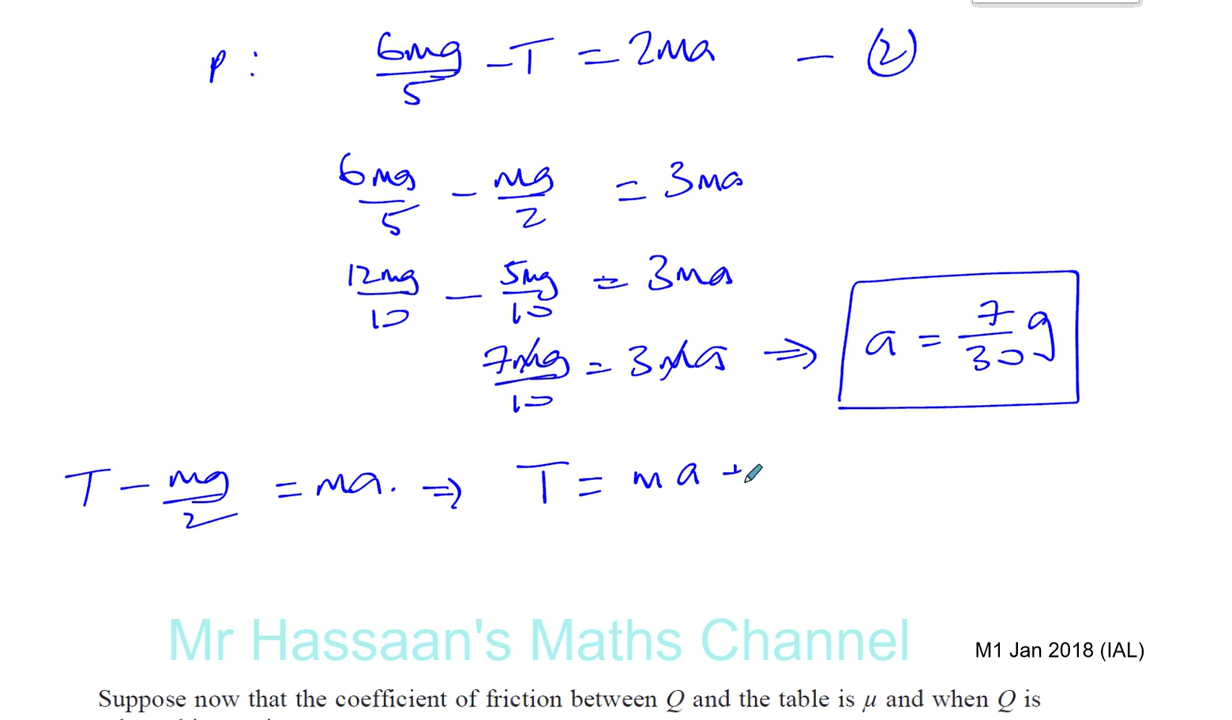 P : 6mg/5 - T = 2ma - (2)
6mg/5 - mg/2 = 3ma
12mg/10 - 5mg/10 = 3ma
7mg/10 = 3ma ⇒ a = 7/30 g
T - mg/2 = ma. ⇒ T = ma +
Mr Hassaan's Maths Channel
M1 Jan 2018 (IAL)
Suppose now that the coefficient of friction between Q and the table is μ and when Q is